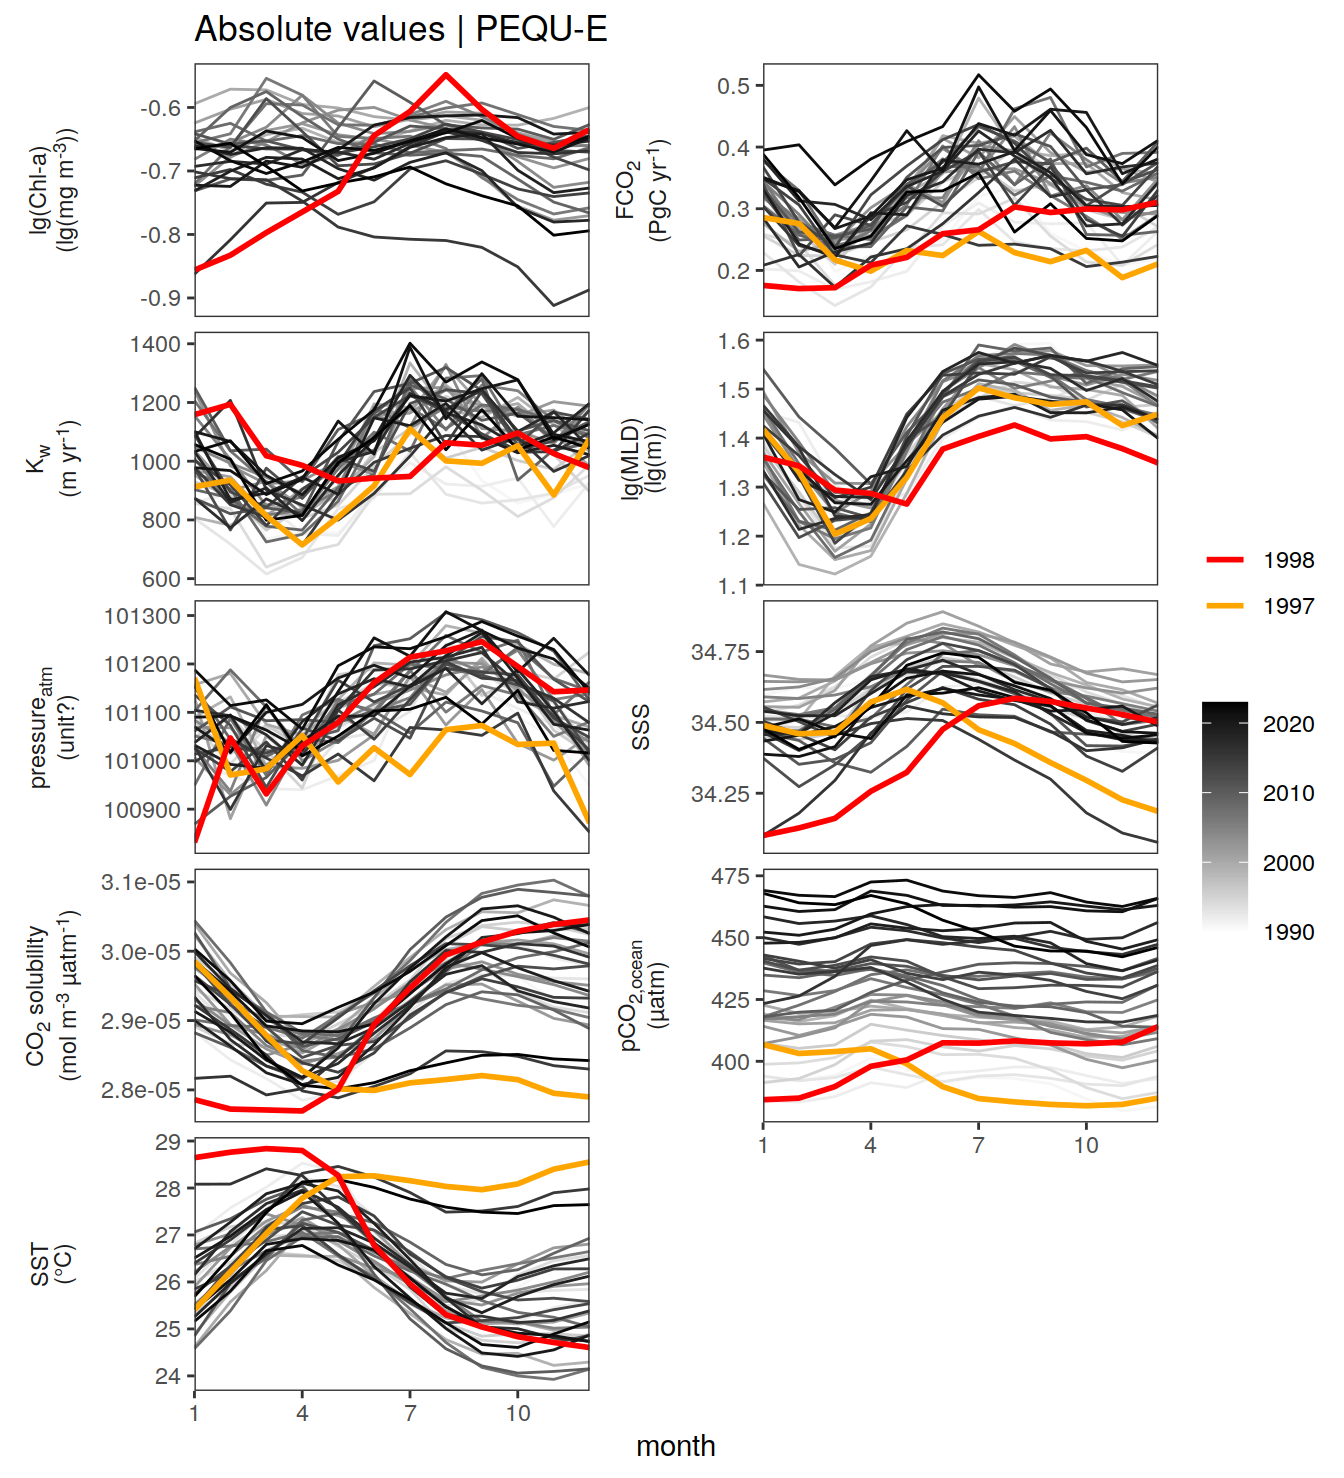 Absolute values | PEQU-E
lg(Chl-a)
(lg(mg m⁻³))
-0.6
-0.7
-0.8
-0.9
FCO₂
(PgC yr⁻¹)
0.5
0.4
0.3
0.2
K_w
(m yr⁻¹)
1400
1200
1000
800
600
lg(MLD)
(lg(m))
1.6
1.5
1.4
1.3
1.2
1.1
pressure_atm
(unit?)
101300
101200
101100
101000
100900
SSS
34.75
34.50
34.25
CO₂ solubility
(mol m⁻³ µatm⁻¹)
3.1e-05
3.0e-05
2.9e-05
2.8e-05
pCO₂,ocean
(µatm)
475
450
425
400
1 4 7 10
SST
(°C)
29
28
27
26
25
24
1 4 7 10
month
1998
1997
2020
2010
2000
1990